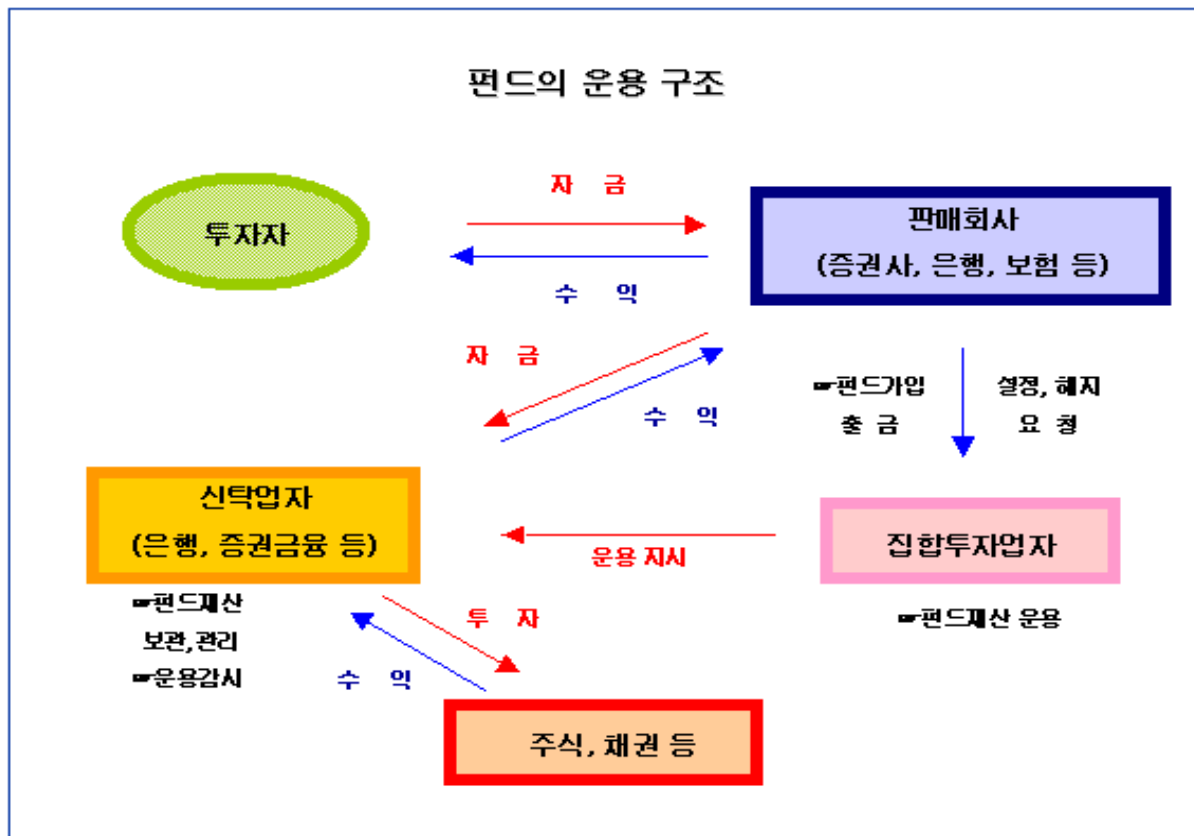 펀드의 운용 구조
자 금
투자자
판매회사
(증권사, 은행, 보험 등)
수 익
자 금
수 익
☞펀드가입
출 금
설정, 해지
요 청
신탁업자
(은행, 증권금융 등)
운용 지시
집합투자업자
☞펀드재산
보관,관리
☞운용감시
투 자
수 익
☞펀드재산 운용
주식, 채권 등